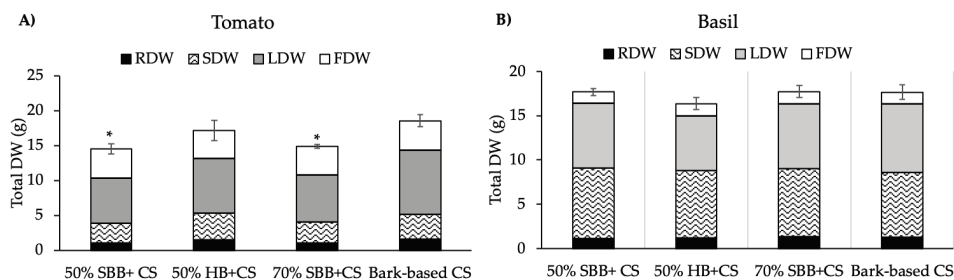 A)
Tomato
■ RDW ▨ SDW ■ LDW □ FDW
Total DW (g)
25
20
15
10
5
0
*
*
50% SBB+ CS 50% HB+CS 70% SBB+CS Bark-based CS
B)
Basil
■ RDW ▨ SDW ■ LDW □ FDW
Total DW (g)
20
15
10
5
0
50% SBB+ CS 50% HB+CS 70% SBB+CS Bark-based CS